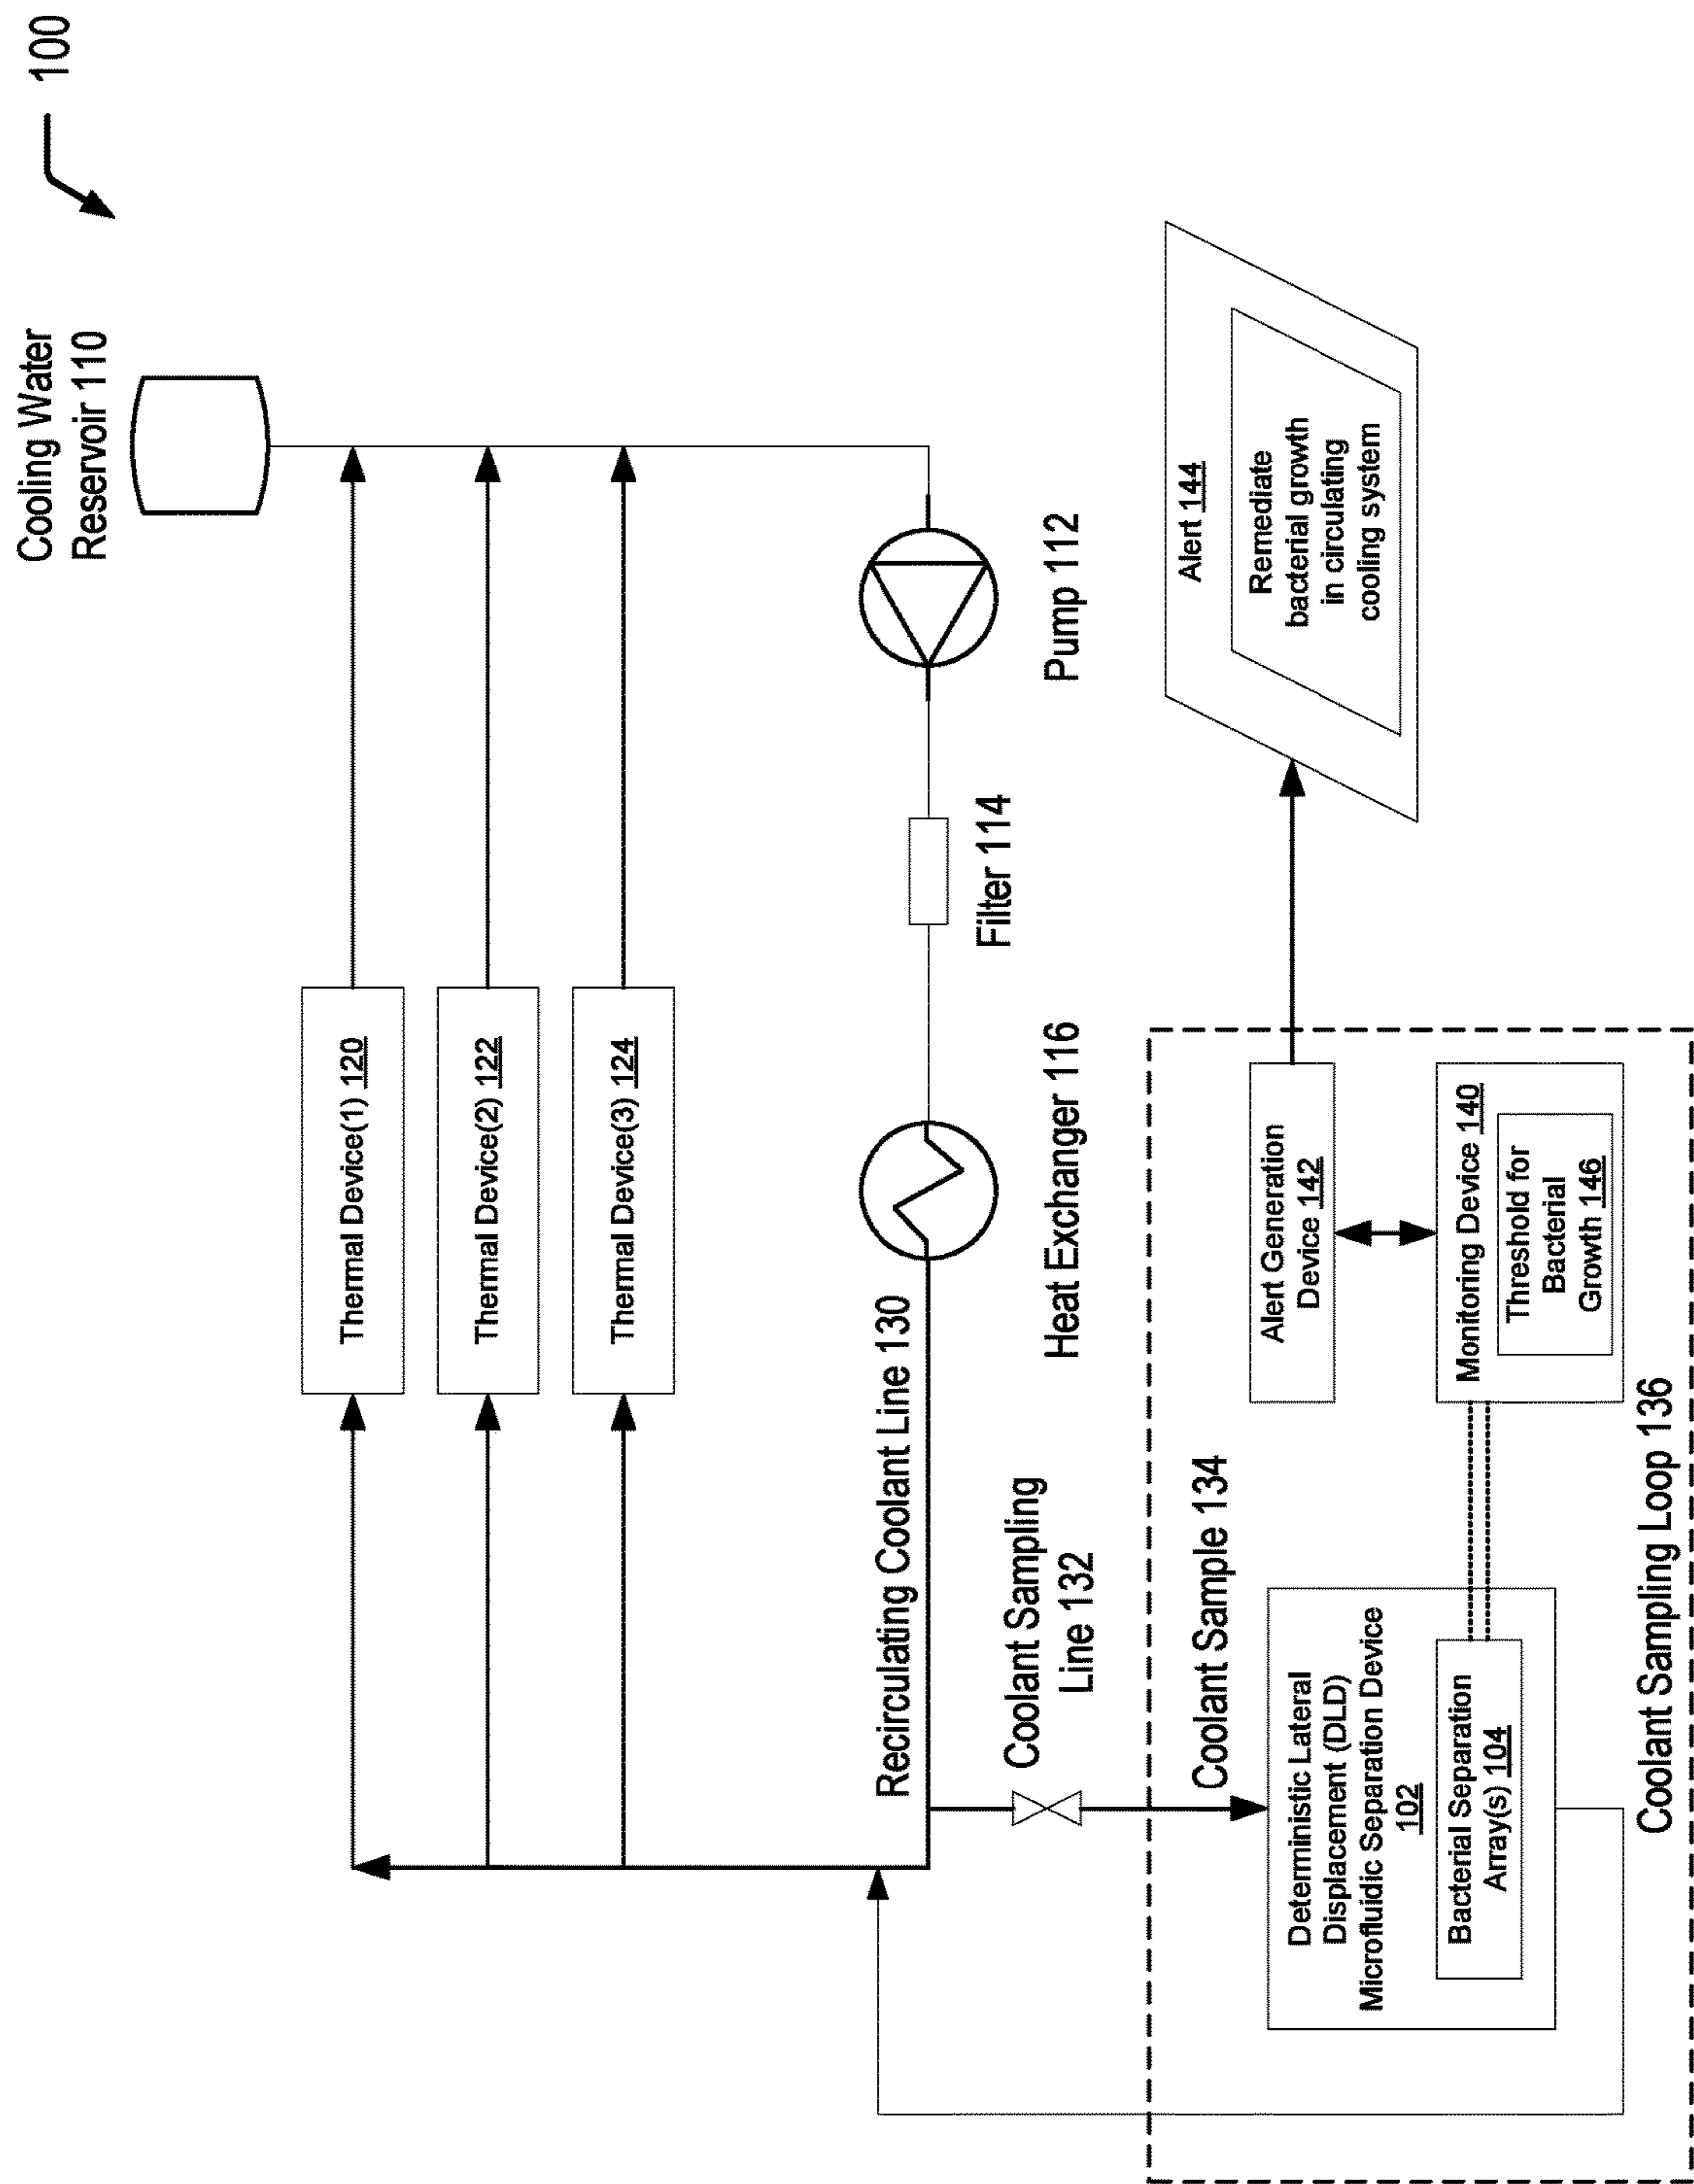 100
Cooling Water
Reservoir 110
Thermal Device(1) 120
Thermal Device(2) 122
Thermal Device(3) 124
Recirculating Coolant Line 130
Heat Exchanger 116
Filter 114
Pump 112
Coolant Sampling
Line 132
Coolant Sample 134
Deterministic Lateral
Displacement (DLD)
Microfluidic Separation Device
102
Bacterial Separation
Array(s) 104
Alert Generation
Device 142
Monitoring Device 140
Threshold for
Bacterial
Growth 146
Coolant Sampling Loop 136
Alert 144
Remediate
bacterial growth
in circulating
cooling system